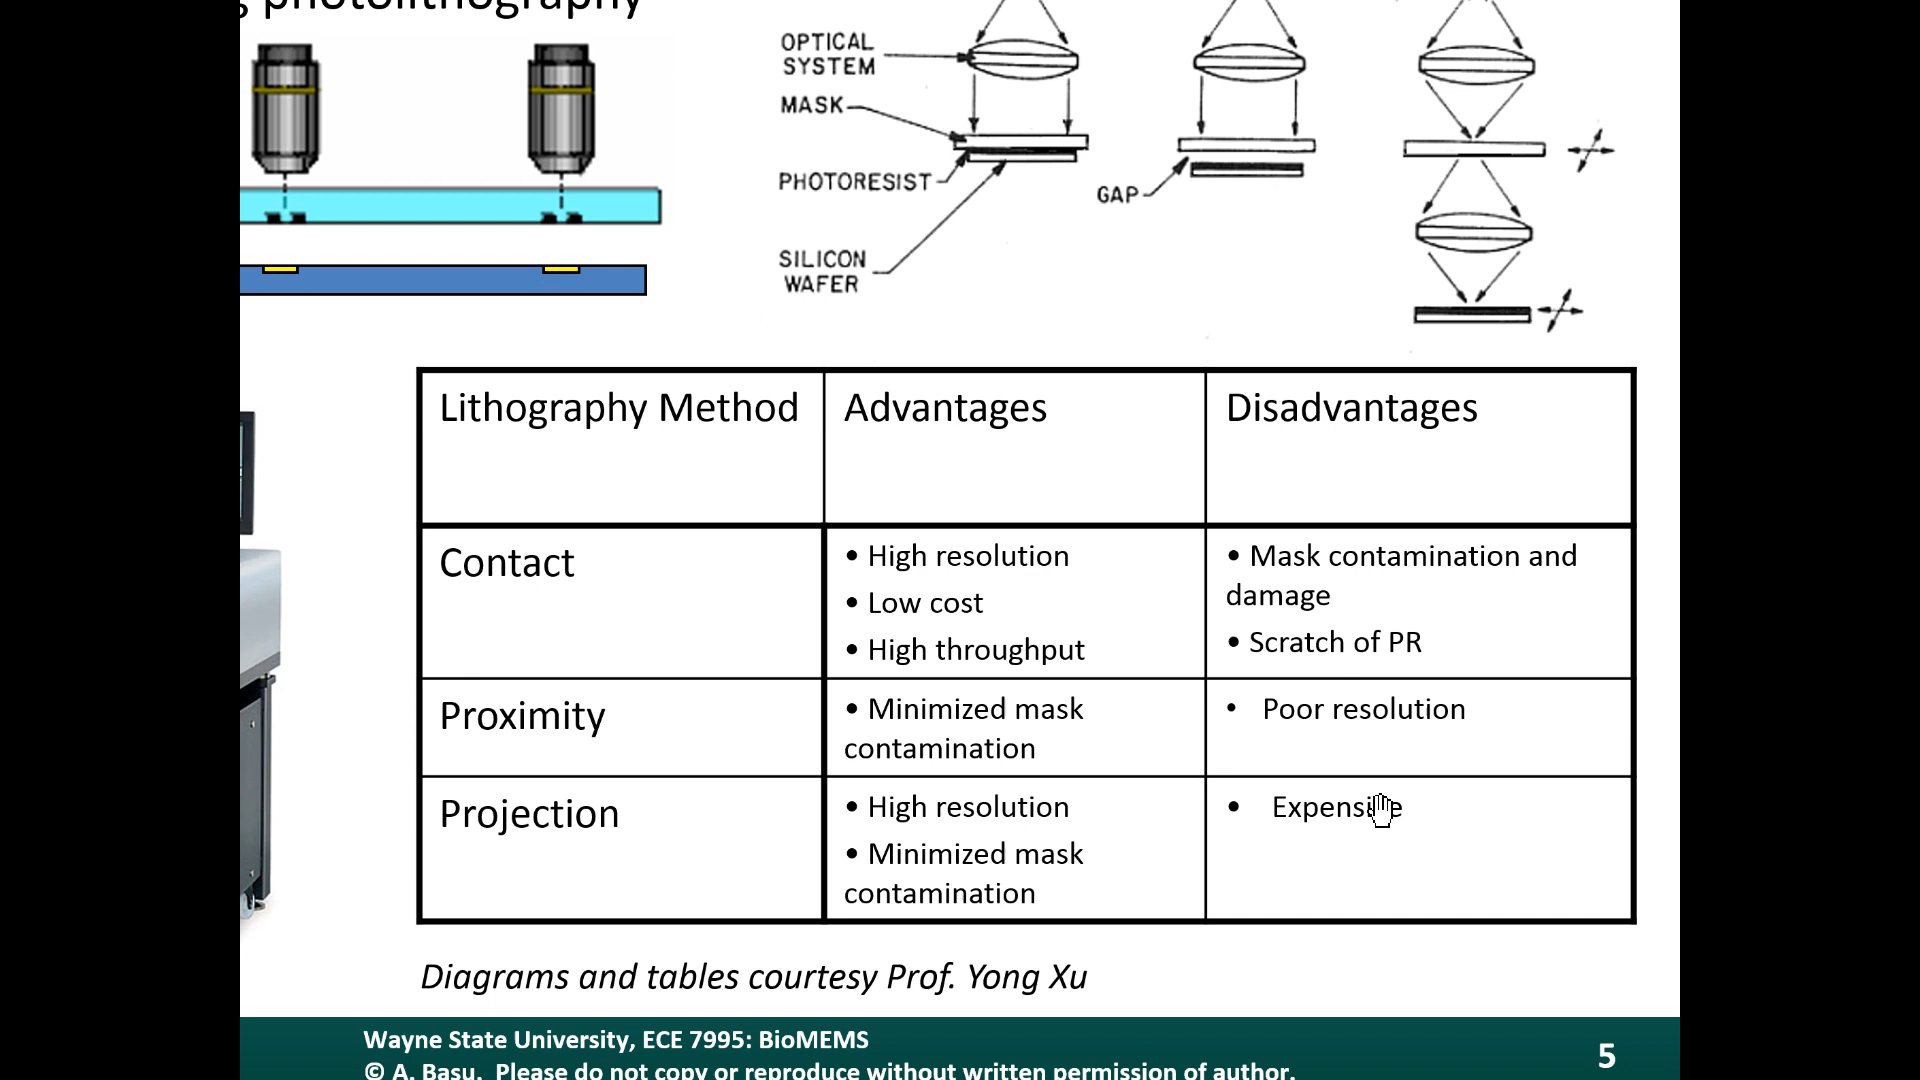 photolithography
OPTICAL
SYSTEM
MASK
PHOTORESIST
GAP
SILICON
WAFER
Lithography Method Advantages Disadvantages
Contact
• High resolution
• Low cost
• High throughput
• Mask contamination and
damage
• Scratch of PR
Proximity
• Minimized mask
contamination
• Poor resolution
Projection
• High resolution
• Minimized mask
contamination
• Expensive
Diagrams and tables courtesy Prof. Yong Xu
Wayne State University, ECE 7995: BioMEMS
© A. Basu. Please do not copy or reproduce without written permission of author.
5